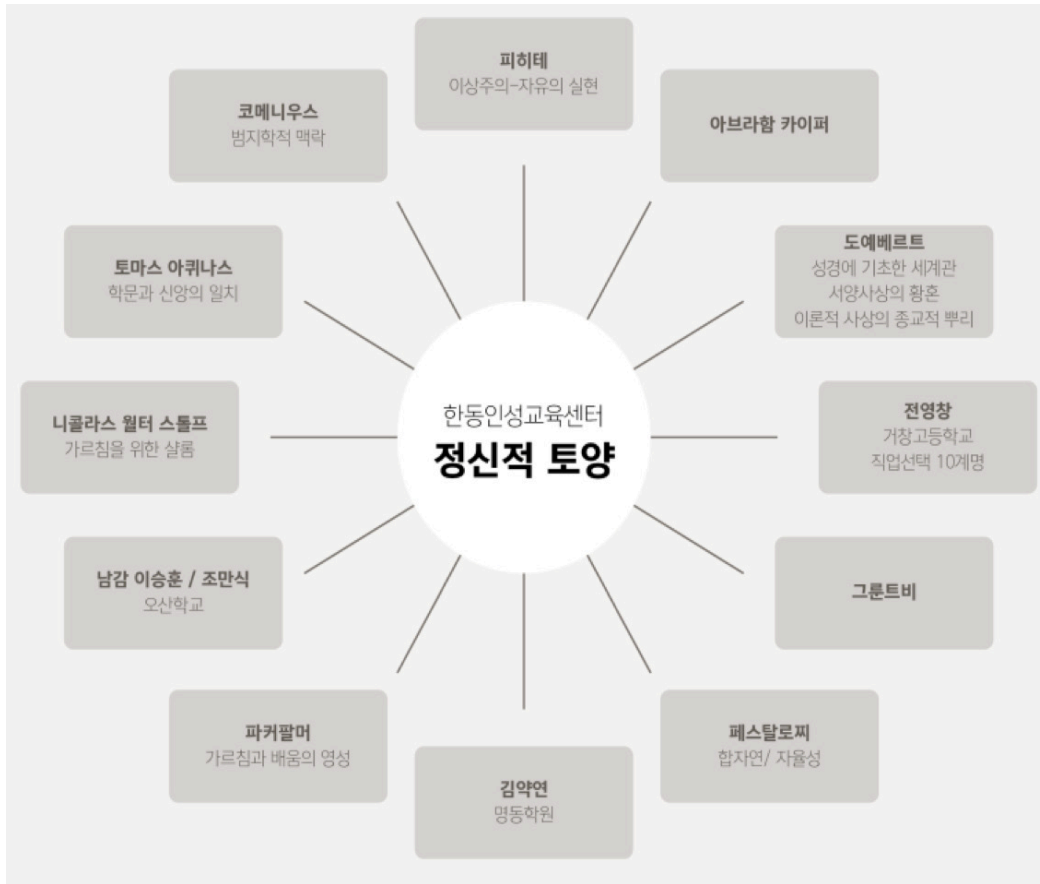 피히테
이상주의-자유의 실현
코메니우스
범지학적 맥락
아브라함 카이퍼
토마스 아퀴나스
학문과 신앙의 일치
도예베르트
성경에 기초한 세계관
서양사상의 황혼
이론적 사상의 종교적 뿌리
니콜라스 월터 스톨프
가르침을 위한 샬롬
한동인성교육센터
정신적 토양
전영창
거창고등학교
직업선택 10계명
남감 이승훈 / 조만식
오산학교
그룬트비
파커팔머
가르침과 배움의 영성
페스탈로찌
합자연/ 자율성
김약연
명동학원